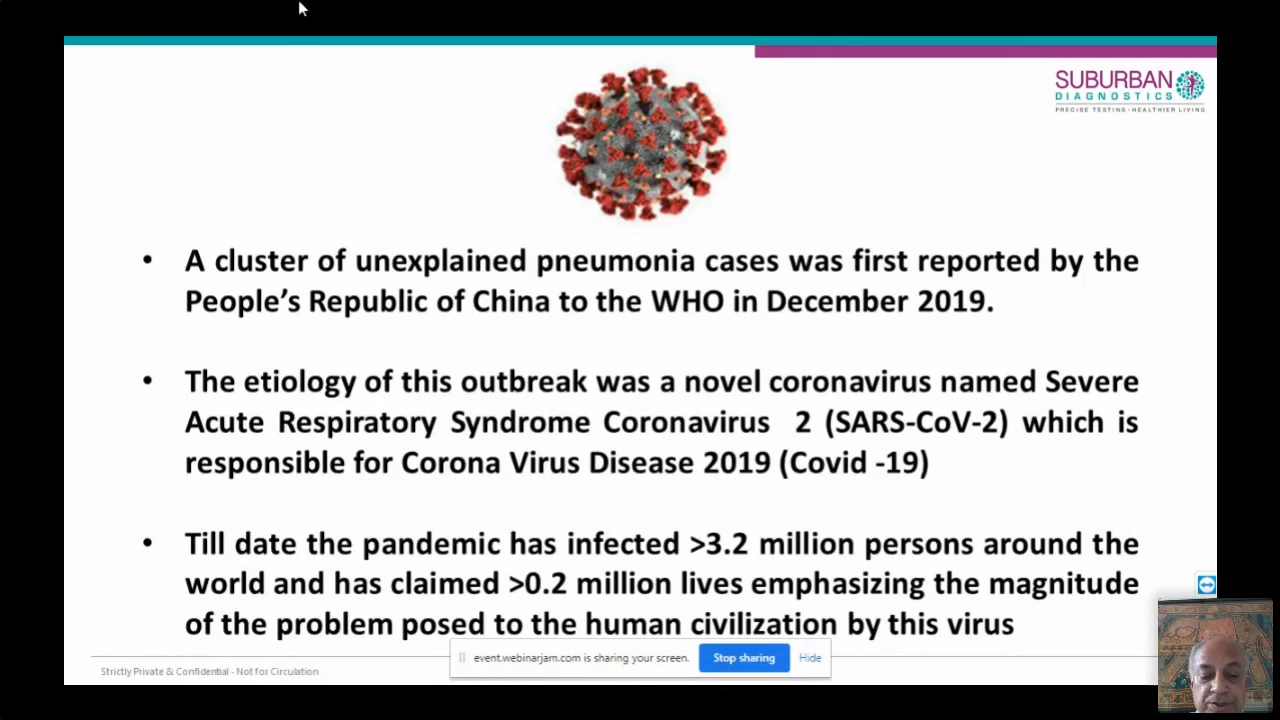 SUBURBAN
DIAGNOSTICS
PRECISE TESTING-HEALTHIER LIVING
• A cluster of unexplained pneumonia cases was first reported by the
People’s Republic of China to the WHO in December 2019.
• The etiology of this outbreak was a novel coronavirus named Severe
Acute Respiratory Syndrome Coronavirus 2 (SARS-CoV-2) which is
responsible for Corona Virus Disease 2019 (Covid -19)
• Till date the pandemic has infected >3.2 million persons around the
world and has claimed >0.2 million lives emphasizing the magnitude
of the problem posed to the human civilization by this virus
event.webinarjam.com is sharing your screen. Stop sharing Hide
Strictly Private & Confidential - Not for Circulation